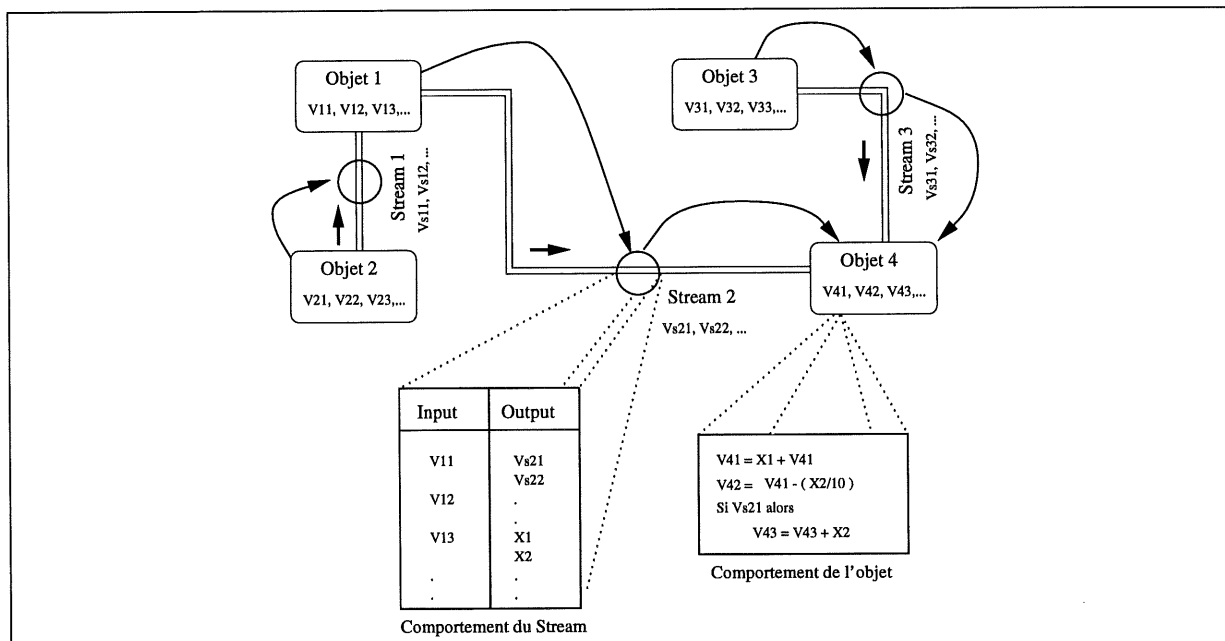 Objet 1
V11, V12, V13,...
Objet 3
V31, V32, V33,...
Stream 1
Vs11, Vs12, ...
Stream 3
Vs31, Vs32, ...
Objet 2
V21, V22, V23,...
Objet 4
V41, V42, V43,...
Stream 2
Vs21, Vs22, ...
Input Output
V11 Vs21
Vs22
V12 .
.
V13 X1
X2
. .
. .
Comportement du Stream
V41 = X1 + V41
V42 = V41 - ( X2/10 )
Si Vs21 alors
V43 = V43 + X2
Comportement de l'objet